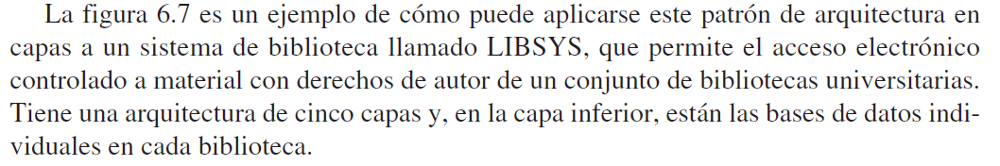 La figura 6.7 es un ejemplo de cómo puede aplicarse este patrón de arquitectura en
capas a un sistema de biblioteca llamado LIBSYS, que permite el acceso electrónico
controlado a material con derechos de autor de un conjunto de bibliotecas universitarias.
Tiene una arquitectura de cinco capas y, en la capa inferior, están las bases de datos indi-
viduales en cada biblioteca.